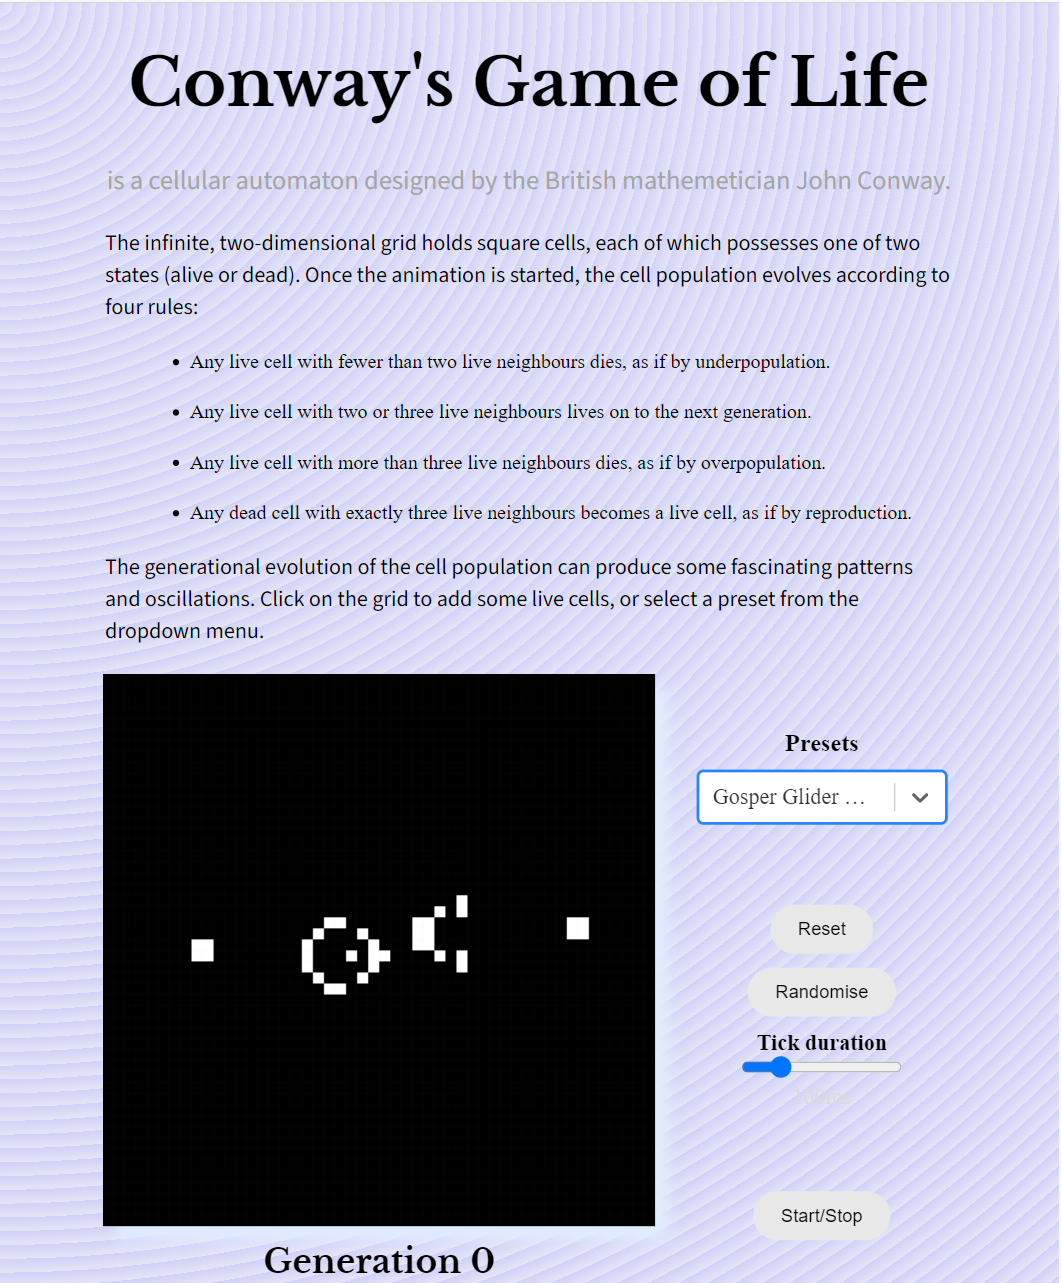 Conway's Game of Life
is a cellular automaton designed by the British mathemetician John Conway.
The infinite, two-dimensional grid holds square cells, each of which possesses one of two
states (alive or dead). Once the animation is started, the cell population evolves according to
four rules:
• Any live cell with fewer than two live neighbours dies, as if by underpopulation.
• Any live cell with two or three live neighbours lives on to the next generation.
• Any live cell with more than three live neighbours dies, as if by overpopulation.
• Any dead cell with exactly three live neighbours becomes a live cell, as if by reproduction.
The generational evolution of the cell population can produce some fascinating patterns
and oscillations. Click on the grid to add some live cells, or select a preset from the
dropdown menu.
Presets
Gosper Glider …
Reset
Randomise
Tick duration
Start/Stop
Generation 0